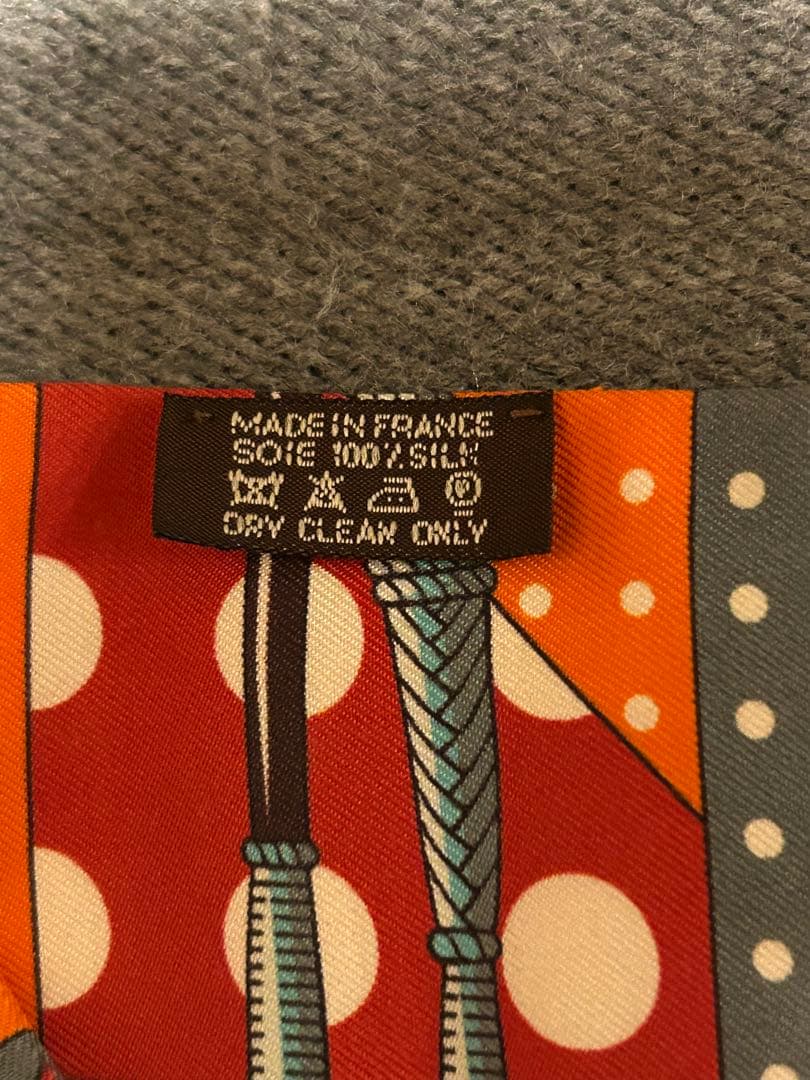 MADE IN FRANCE
SOIE 100% SILK
DRY CLEAN ONLY